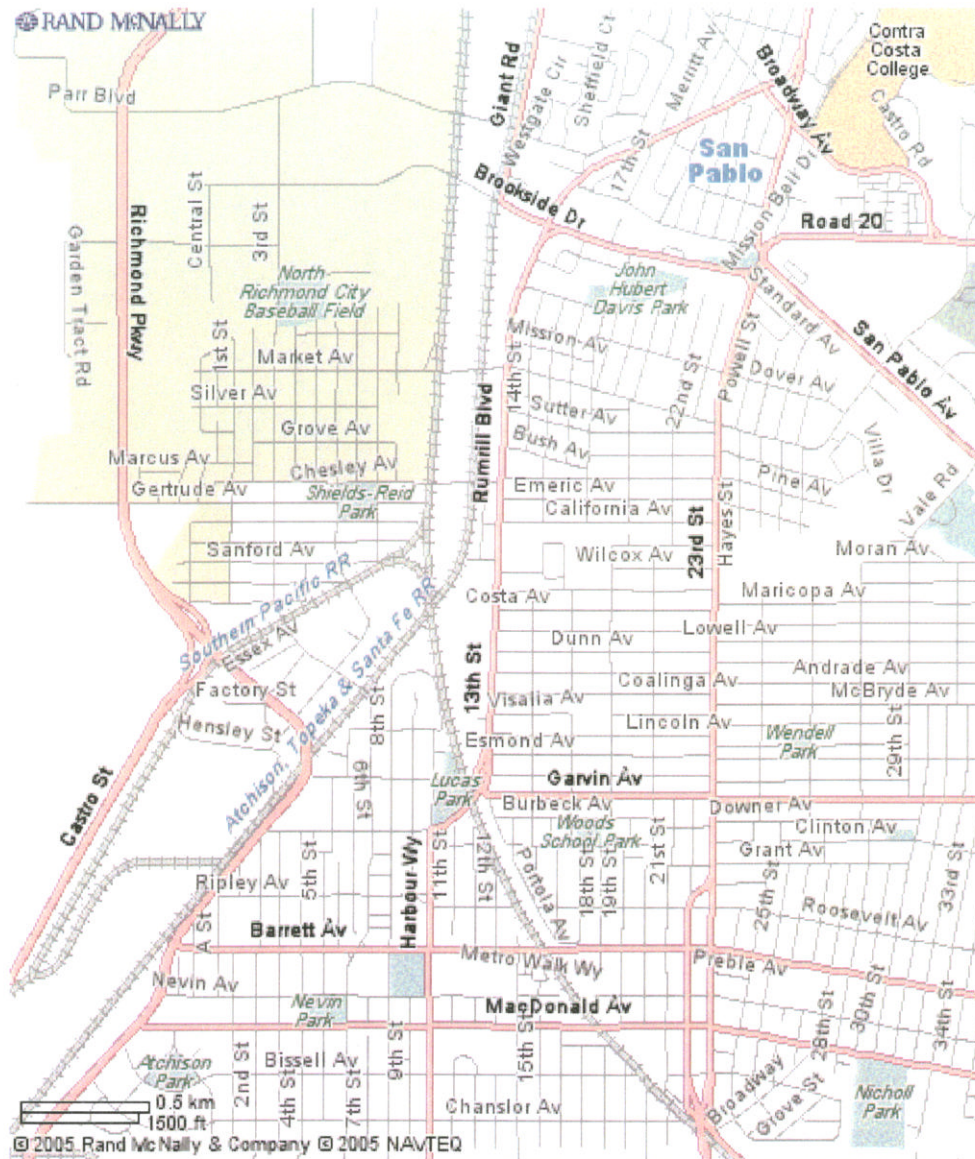 RAND McNALLY
Contra
Costa
College
Parr Blvd
Giant Rd
Westgate Cir
Sheffield Ct
Merritt Av
Broadway Av
Castro Rd
17th St
San
Pablo
Mission Bell Dr
Brookside Dr
Road 20
Richmond Pkwy
Central St
3rd St
Garden Tract Rd
North
Richmond City
Baseball Field
John
Hubert
Davis Park
Standard Av
San Pablo Av
1st St
Market Av
Mission Av
14th St
22nd St
Powell St
Dover Av
Silver Av
Sutter Av
Rumrill Blvd
Grove Av
Bush Av
Villa Dr
Marcus Av
Chesley Av
Pine Av
Vale Rd
Gertrude Av
Shields-Reid
Park
Emeric Av
California Av
23rd St
Hayes St
Sanford Av
Wilcox Av
Moran Av
Southern Pacific RR
Costa Av
Maricopa Av
Essex Av
Dunn Av
Lowell Av
13th St
Andrade Av
Factory St
Atchison, Topeka & Santa Fe RR
8th St
Visalia Av
Coalinga Av
McBryde Av
Hensley St
Lincoln Av
Wendell
Park
29th St
Esmond Av
Castro St
6th St
Lucas
Park
Garvin Av
Burbeck Av
Downer Av
Woods
School Park
Clinton Av
Grant Av
5th St
Harbour Wy
11th St
12th St
Portola Av
18th St
19th St
21st St
25th St
33rd St
Ripley Av
Roosevelt Av
A St
Barrett Av
Metro Walk Wy
Preble Av
Nevin Av
Nevin
Park
MacDonald Av
28th St
30th St
34th St
Atchison
Park
2nd St
Bissell Av
4th St
7th St
9th St
15th St
Broadway
Grove St
Nicholl
Park
0.5 km
1500 ft
Chanslor Av
© 2005 Rand McNally & Company © 2005 NAVTEQ